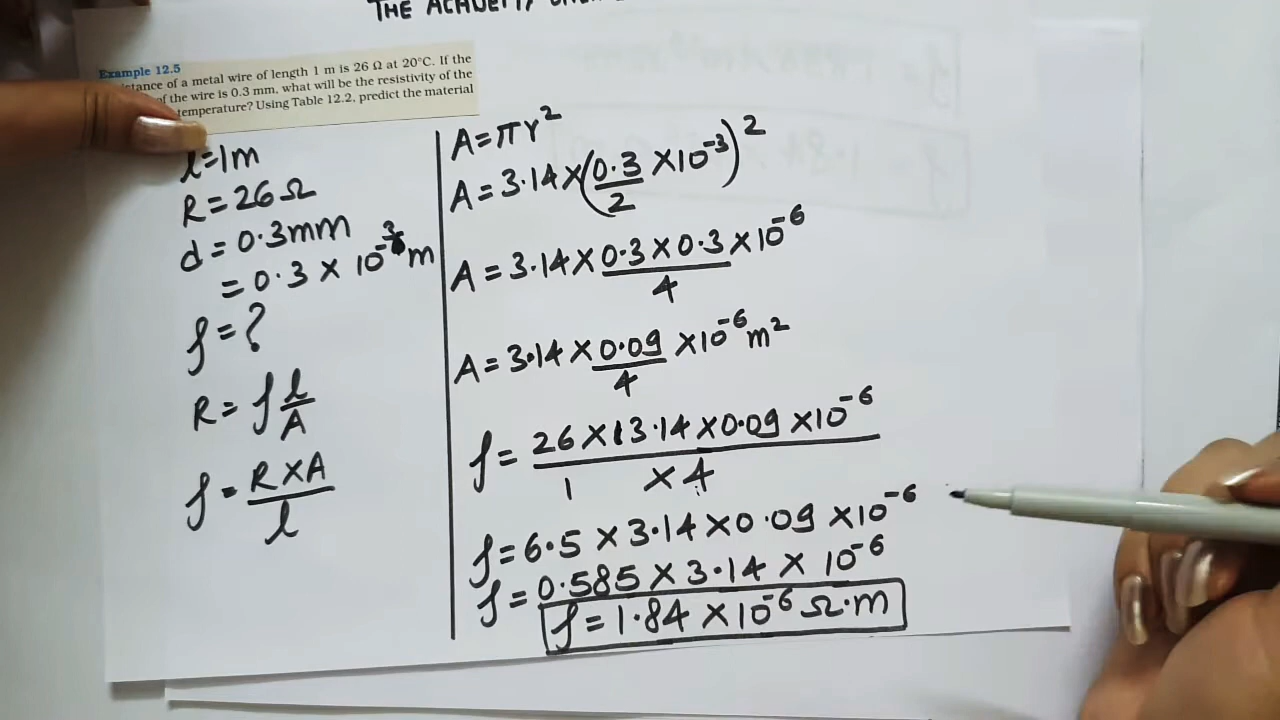 THE
Example 12.5
of a metal wire of length 1 m is 26 Ω at 20°C. If the
of the wire is 0.3 mm, what will be the resistivity of the
temperature? Using Table 12.2, predict the material
l=1m
R=26Ω
d=0.3mm
=0.3×10⁻³m
ρ=?
R=ρ l/A
ρ=R×A/l
A=πr²
A=3.14×(0.3/2 ×10⁻³)²
A=3.14×0.3×0.3/4 ×10⁻⁶
A=3.14×0.09/4 ×10⁻⁶m²
ρ=26×3.14×0.09×10⁻⁶/1 ×4
ρ=6.5×3.14×0.09×10⁻⁶
ρ=0.585×3.14×10⁻⁶
ρ=1.84×10⁻⁶Ω.m